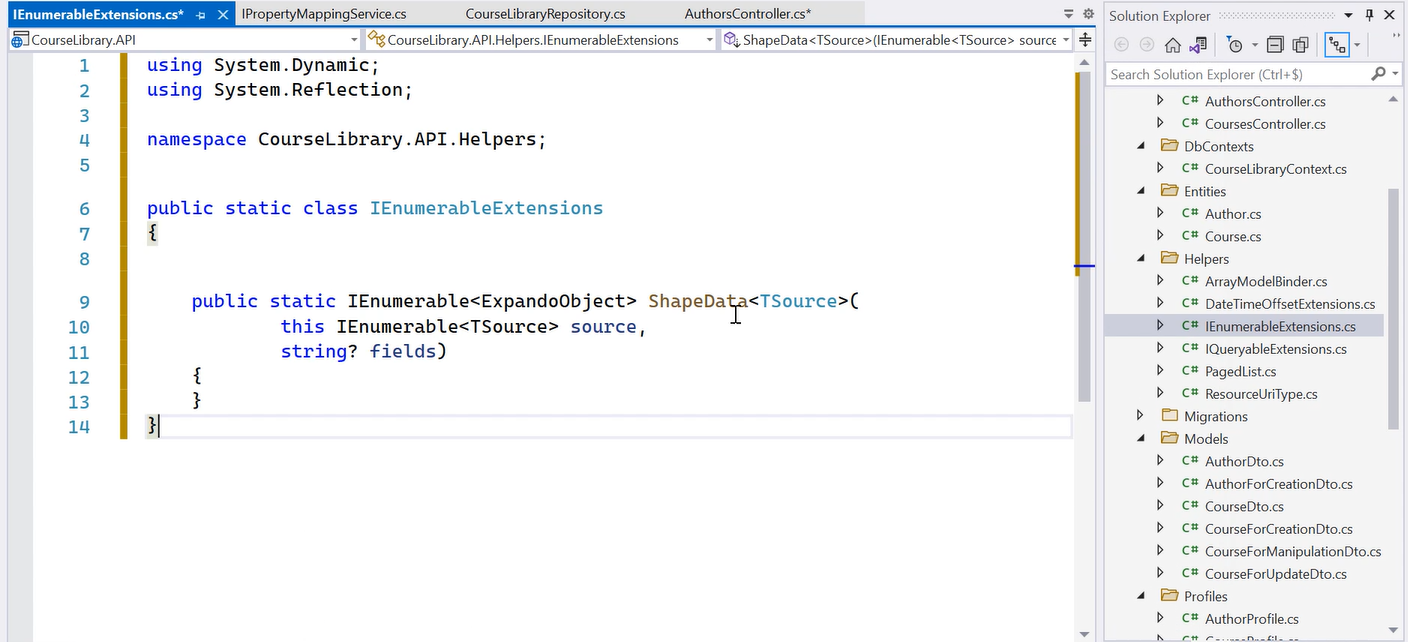 IEnumerableExtensions.cs*
IPropertyMappingService.cs
CourseLibraryRepository.cs
AuthorsController.cs*
CourseLibrary.API
CourseLibrary.API.Helpers.IEnumerableExtensions
ShapeData<TSource>(IEnumerable<TSource> source
1 using System.Dynamic;
2 using System.Reflection;
3
4 namespace CourseLibrary.API.Helpers;
5
6 public static class IEnumerableExtensions
7 {
8
9 public static IEnumerable<ExpandoObject> ShapeData<TSource>(
10 this IEnumerable<TSource> source,
11 string? fields)
12 {
13 }
14 }
Solution Explorer
Search Solution Explorer (Ctrl+$)
C# AuthorsController.cs
C# CoursesController.cs
DbContexts
C# CourseLibraryContext.cs
Entities
C# Author.cs
C# Course.cs
Helpers
C# ArrayModelBinder.cs
C# DateTimeOffsetExtensions.cs
C# IEnumerableExtensions.cs
C# IQueryableExtensions.cs
C# PagedList.cs
C# ResourceUriType.cs
Migrations
Models
C# AuthorDto.cs
C# AuthorForCreationDto.cs
C# CourseDto.cs
C# CourseForCreationDto.cs
C# CourseForManipulationDto.cs
C# CourseForUpdateDto.cs
Profiles
C# AuthorProfile.cs